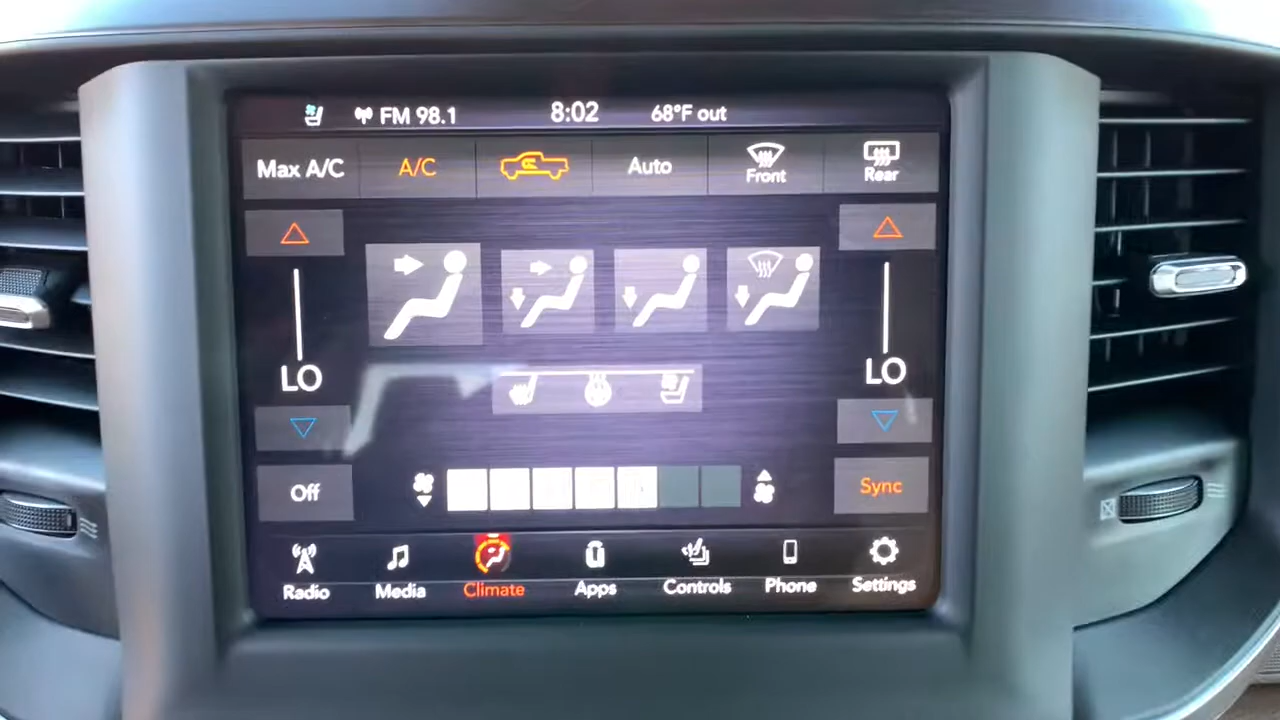 FM 98.1 8:02 68°F out
Max A/C A/C Auto Front Rear
LO LO
Off Sync
Radio Media Climate Apps Controls Phone Settings